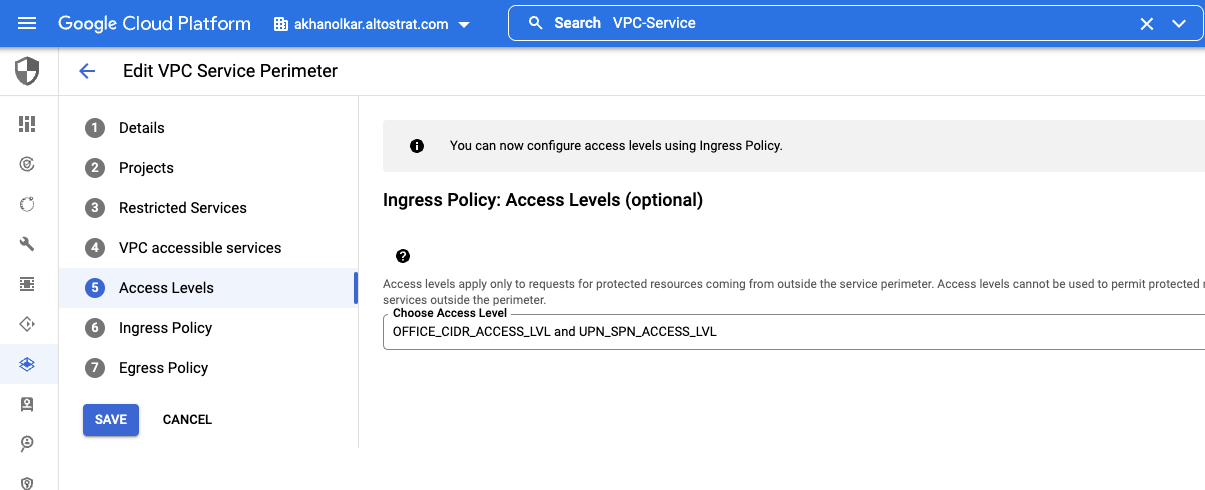 Google Cloud Platform
akhanolkar.altostrat.com
Search VPC-Service
Edit VPC Service Perimeter
1 Details
2 Projects
3 Restricted Services
4 VPC accessible services
5 Access Levels
6 Ingress Policy
7 Egress Policy
SAVE CANCEL
You can now configure access levels using Ingress Policy.
Ingress Policy: Access Levels (optional)
Access levels apply only to requests for protected resources coming from outside the service perimeter. Access levels cannot be used to permit protected
services outside the perimeter.
Choose Access Level
OFFICE_CIDR_ACCESS_LVL and UPN_SPN_ACCESS_LVL